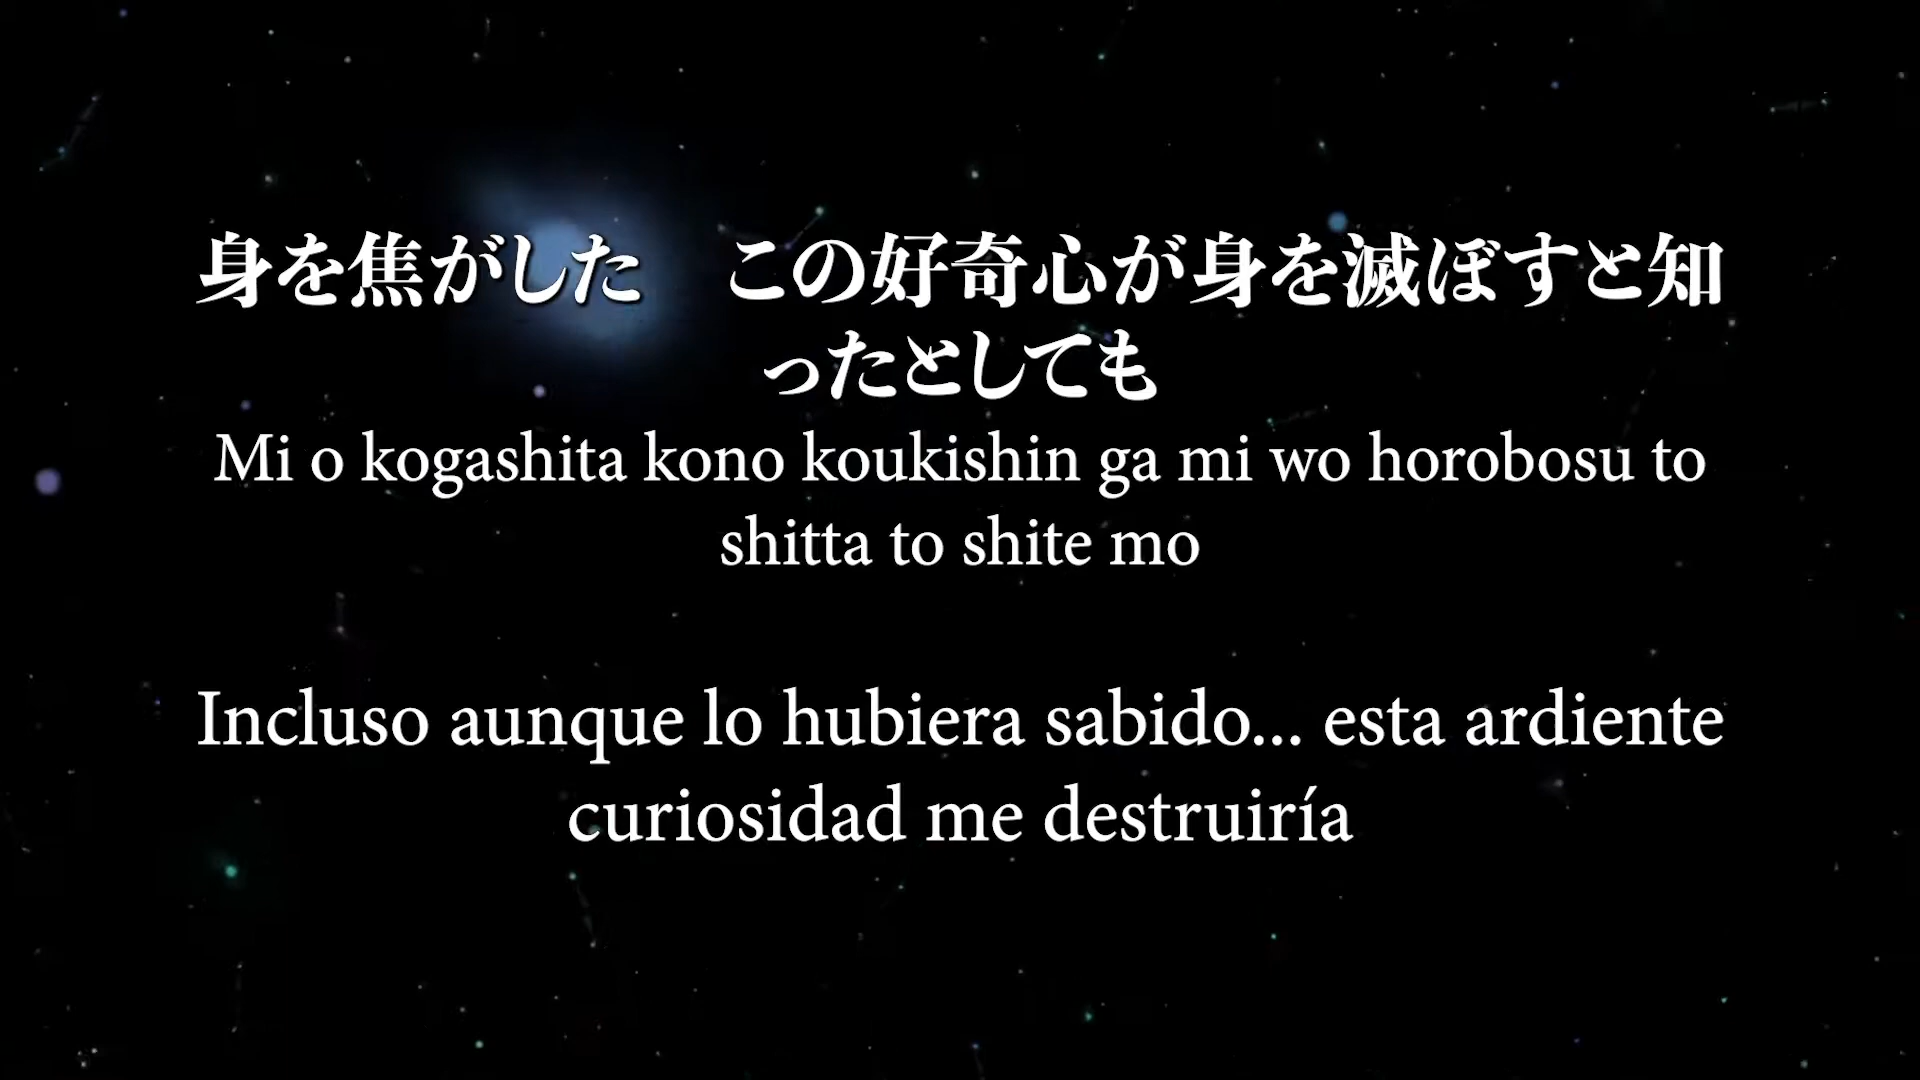 身を焦がした　この好奇心が身を滅ぼすと知
ったとしても
Mi o kogashita kono koukishin ga mi wo horobosu to
shitta to shite mo
Incluso aunque lo hubiera sabido... esta ardiente
curiosidad me destruiría